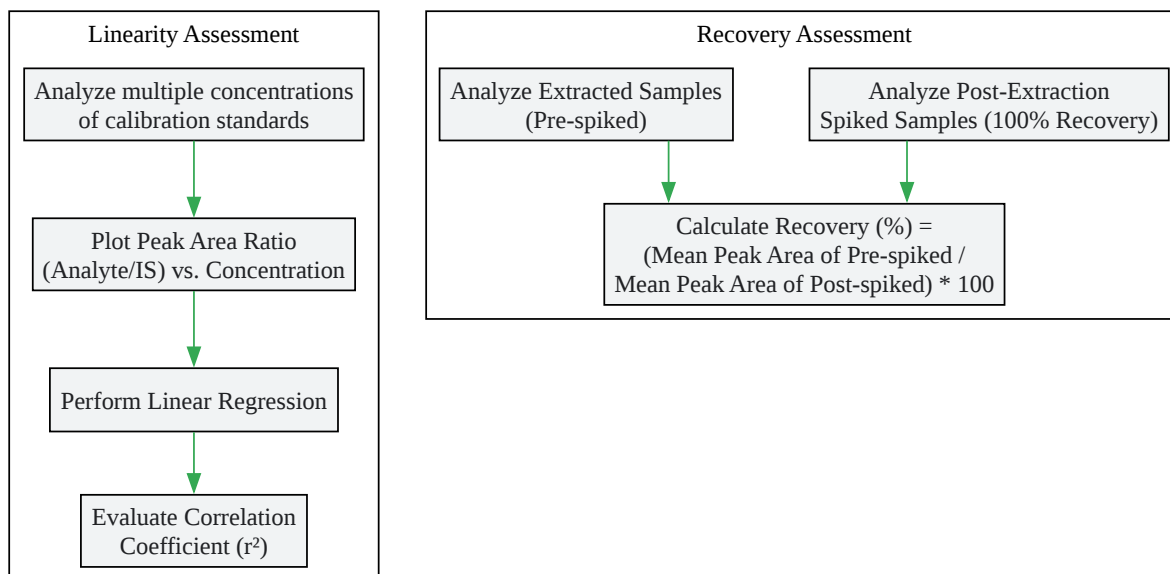 Linearity Assessment
Analyze multiple concentrations
of calibration standards
Plot Peak Area Ratio
(Analyte/IS) vs. Concentration
Perform Linear Regression
Evaluate Correlation
Coefficient (r²)
Recovery Assessment
Analyze Extracted Samples
(Pre-spiked)
Analyze Post-Extraction
Spiked Samples (100% Recovery)
Calculate Recovery (%) =
(Mean Peak Area of Pre-spiked /
Mean Peak Area of Post-spiked) * 100